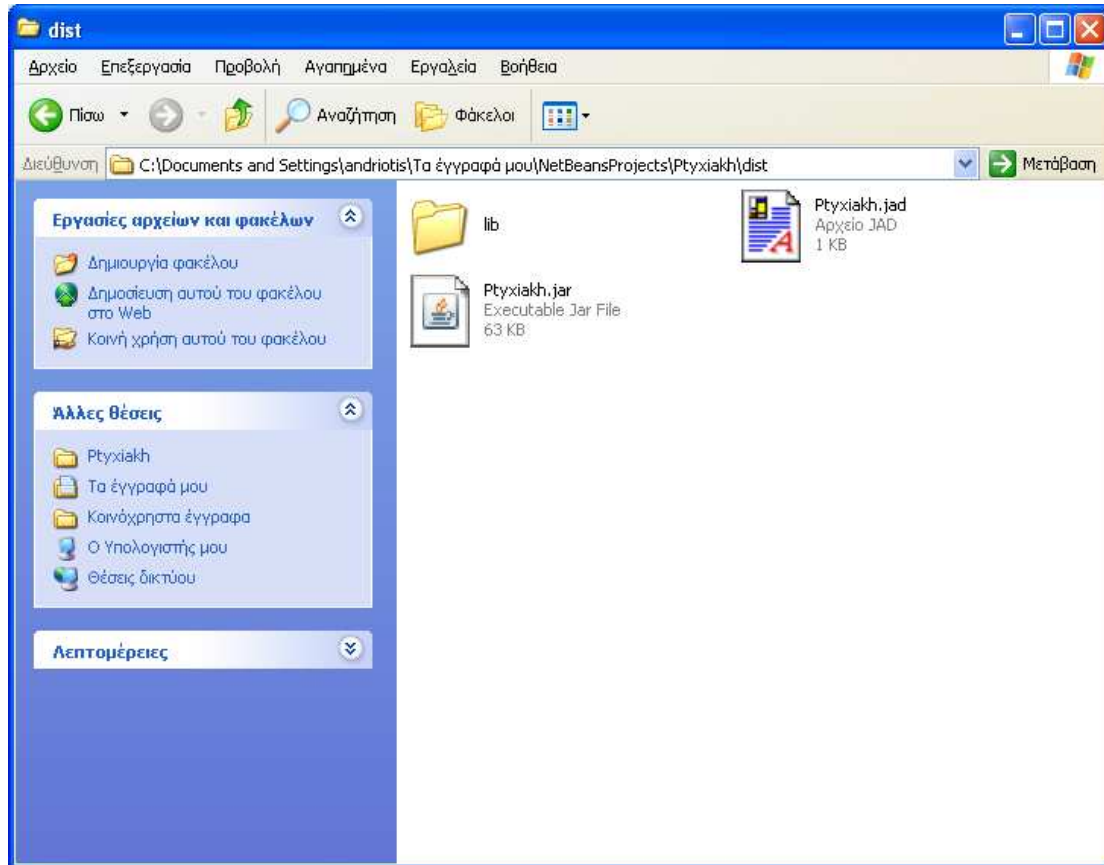 dist
Αρχείο Επεξεργασία Προβολή Αγαπημένα Εργαλεία Βοήθεια
Πίσω Αναζήτηση Φάκελοι
Διεύθυνση C:\Documents and Settings\andriotis\Τα έγγραφά μου\NetBeansProjects\Ptyxiakh\dist Μετάβαση
Εργασίες αρχείων και φακέλων
Δημιουργία φακέλου
Δημοσίευση αυτού του φακέλου
στο Web
Κοινή χρήση αυτού του φακέλου
Άλλες θέσεις
Ptyxiakh
Τα έγγραφά μου
Κοινόχρηστα έγγραφα
Ο Υπολογιστής μου
Θέσεις δικτύου
Λεπτομέρειες
lib
Ptyxiakh.jad
Αρχείο JAD
1 KB
Ptyxiakh.jar
Executable Jar File
63 KB